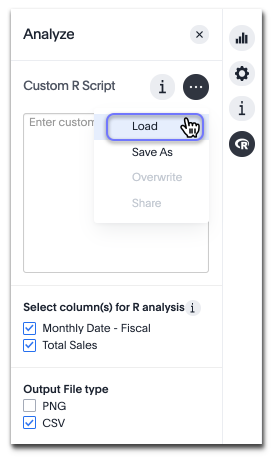 Analyze
Custom R Script
i
Enter custom
Load
Save As
Overwrite
Share
i
R
Select column(s) for R analysis i
Monthly Date - Fiscal
Total Sales
Output File type
PNG
CSV